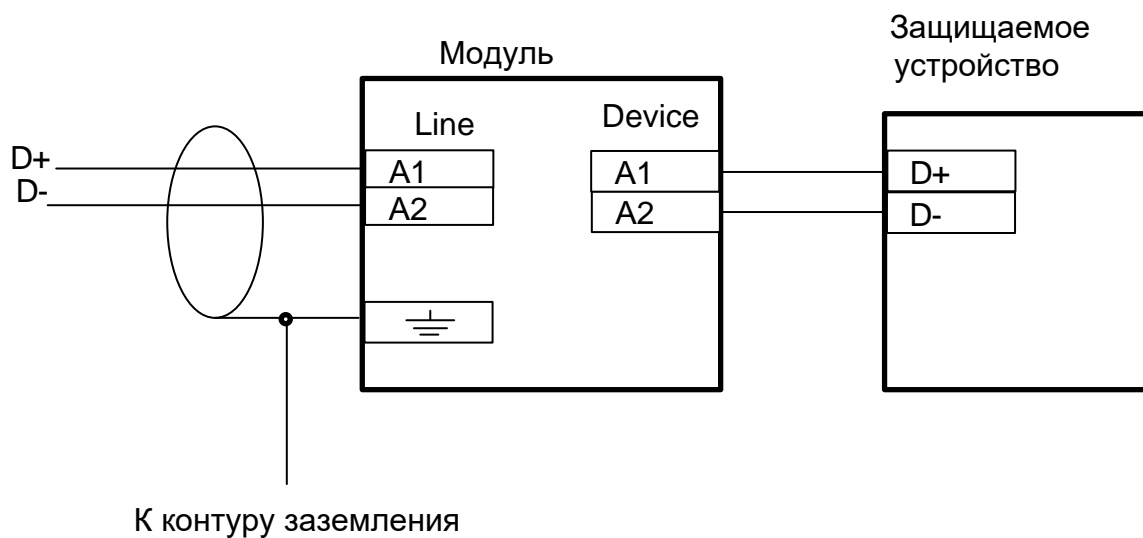 Защищаемое
устройство
Модуль
Line
Device
D+
D-
A1
A2
A1
A2
D+
D-
К контуру заземления